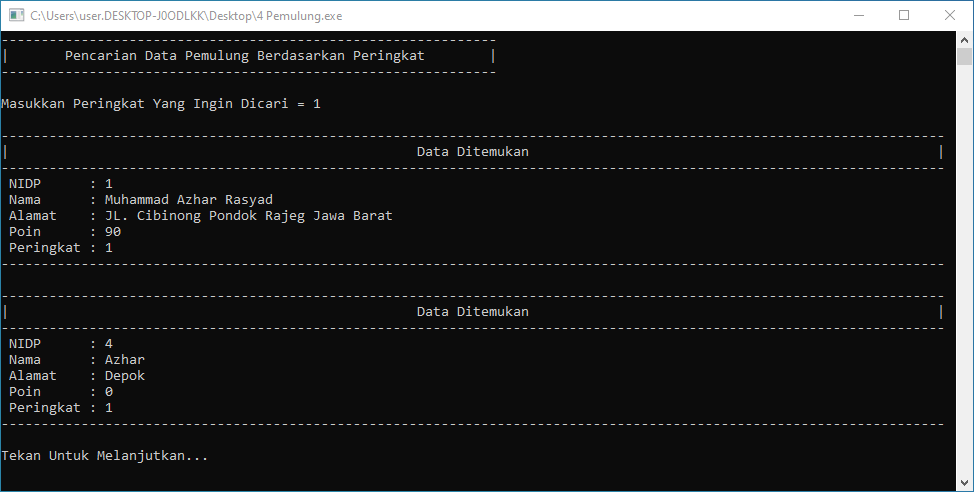 C:\Users\user.DESKTOP-J0ODLKK\Desktop\4 Pemulung.exe
--------------------------------------------------------------
| Pencarian Data Pemulung Berdasarkan Peringkat |
--------------------------------------------------------------
Masukkan Peringkat Yang Ingin Dicari = 1
----------------------------------------------------------------------------------------------------------------------
| Data Ditemukan |
----------------------------------------------------------------------------------------------------------------------
NIDP : 1
Nama : Muhammad Azhar Rasyad
Alamat : JL. Cibinong Pondok Rajeg Jawa Barat
Poin : 90
Peringkat : 1
----------------------------------------------------------------------------------------------------------------------
----------------------------------------------------------------------------------------------------------------------
| Data Ditemukan |
----------------------------------------------------------------------------------------------------------------------
NIDP : 4
Nama : Azhar
Alamat : Depok
Poin : 0
Peringkat : 1
----------------------------------------------------------------------------------------------------------------------
Tekan Untuk Melanjutkan...